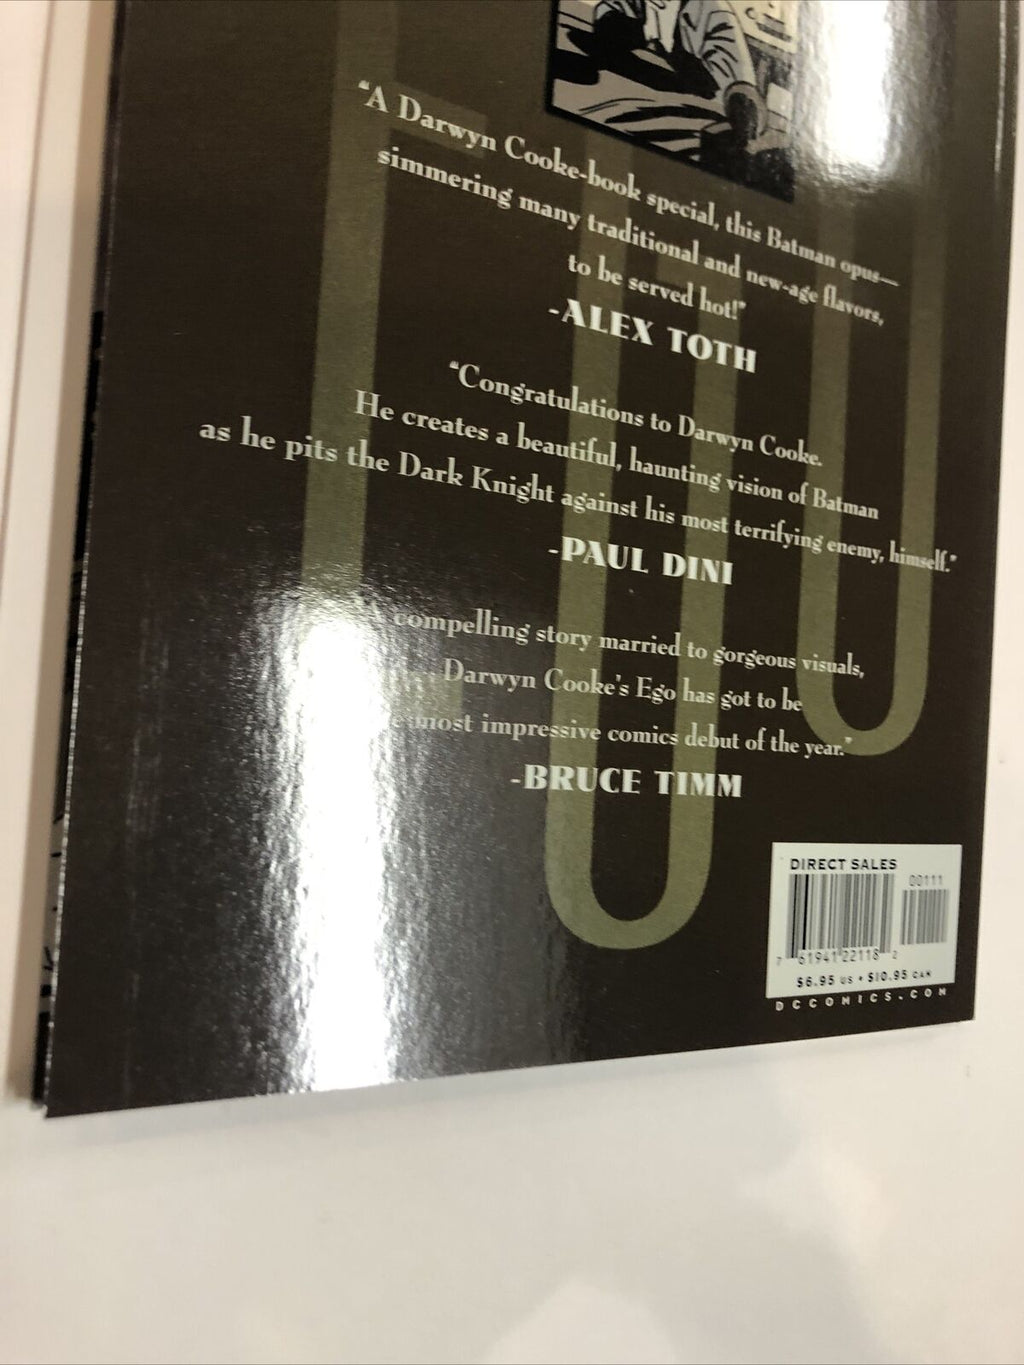 "A Darwyn Cooke-book special, this Batman opus—
simmering many traditional and new-age flavors,
to be served hot!"
-ALEX TOTH
"Congratulations to Darwyn Cooke.
He creates a beautiful, haunting vision of Batman
as he pits the Dark Knight against his most terrifying enemy, himself."
-PAUL DINI
compelling story married to gorgeous visuals,
Darwyn Cooke's Ego has got to be
most impressive comics debut of the year."
-BRUCE TIMM
DIRECT SALES
00111
7 61941 22118 2
$6.95 US • $10.95 CAN
DCCOMICS.COM